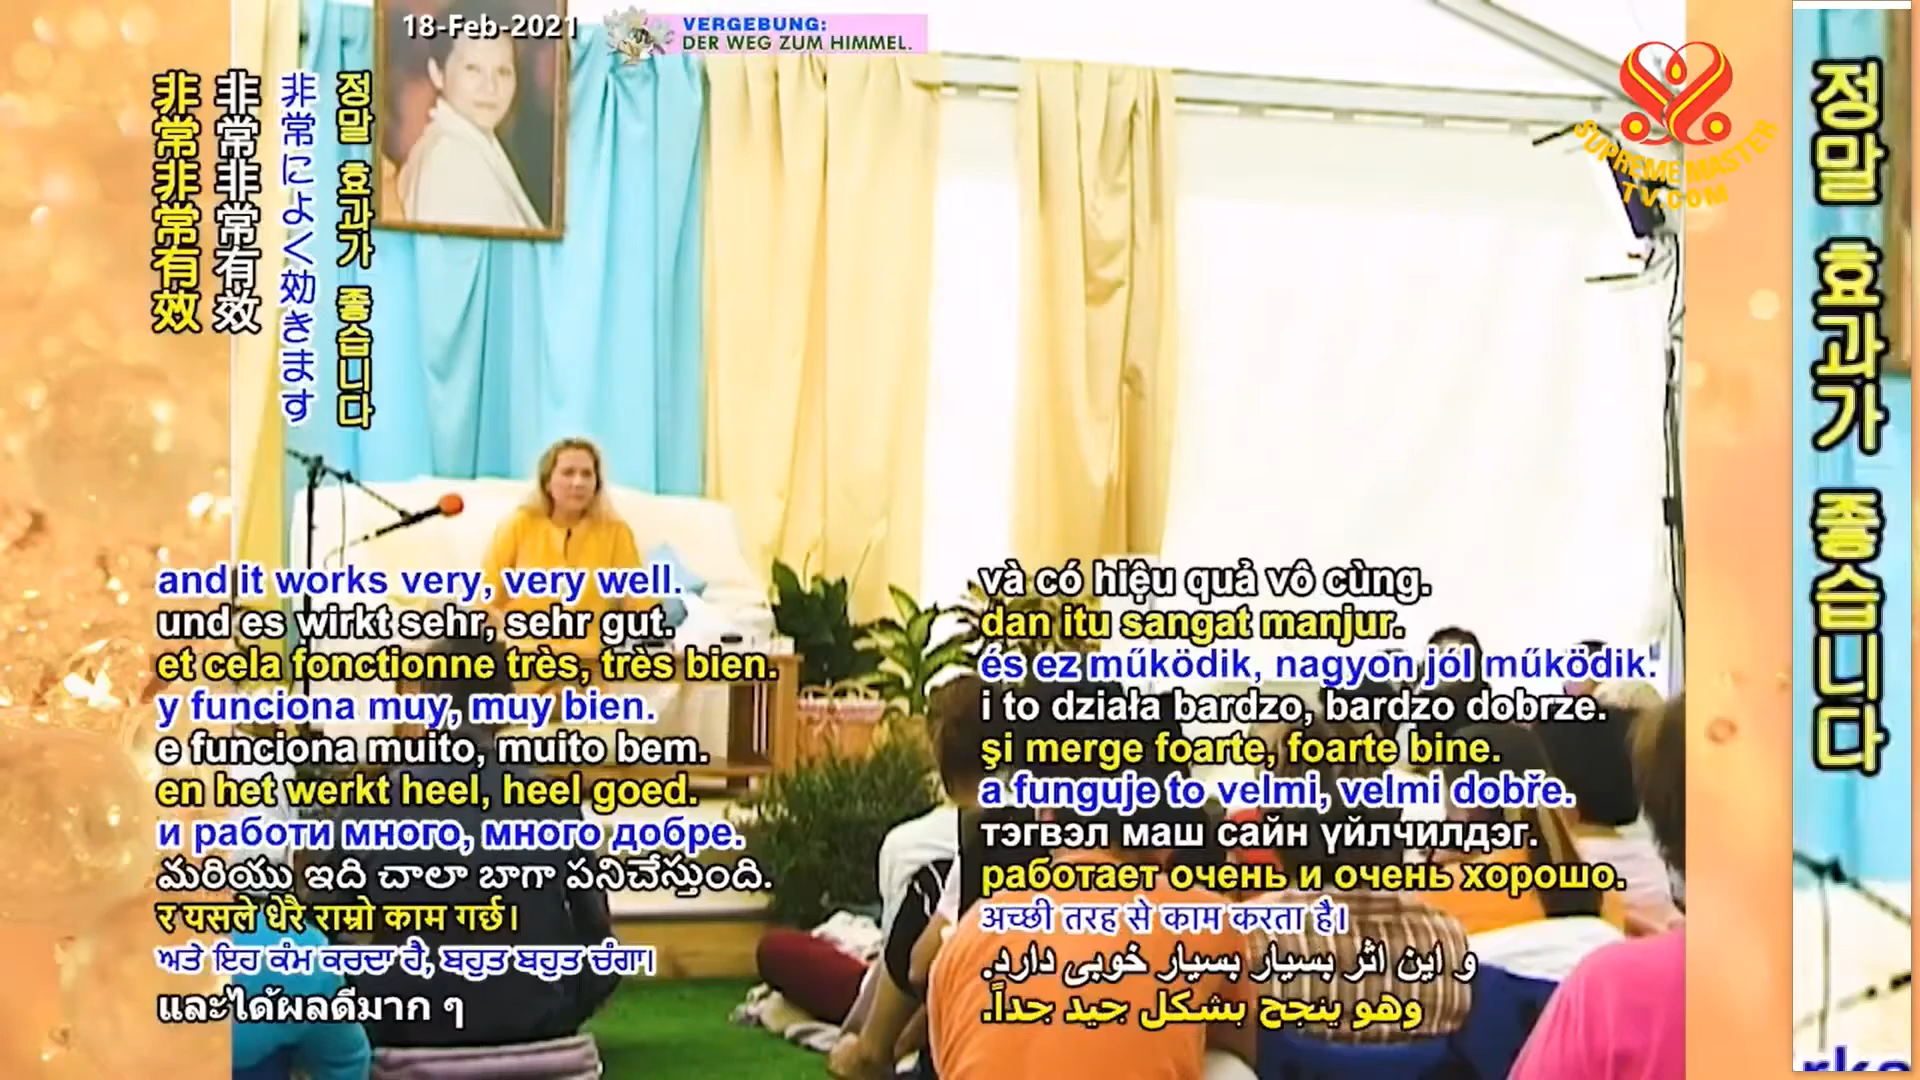 18-Feb-2021
VERGEBUNG:
DER WEG ZUM HIMMEL.
SUPREME MASTER
TV.COM
정말 효과가 좋습니다
非常によく効きます
非常非常有效
非常非常有效
and it works very, very well.
und es wirkt sehr, sehr gut.
et cela fonctionne très, très bien.
y funciona muy, muy bien.
e funciona muito, muito bem.
en het werkt heel, heel goed.
и работи много, много добре.
మరియు ఇది చాలా బాగా పనిచేస్తుంది.
र यसले धेरै राम्रो काम गर्छ।
ਅਤੇ ਇਹ ਕੰਮ ਕਰਦਾ ਹੈ, ਬਹੁਤ ਬਹੁਤ ਚੰਗਾ।
และได้ผลดีมาก ๆ
và có hiệu quả vô cùng.
dan itu sangat manjur.
és ez működik, nagyon jól működik.
i to działa bardzo, bardzo dobrze.
și merge foarte, foarte bine.
a funguje to velmi, velmi dobře.
тэгвэл маш сайн үйлчилдэг.
работает очень и очень хорошо.
अच्छी तरह से काम करता है।
و این اثر بسیار بسیار خوبی دارد.
وهو ينجح بشكل جيد جداً.
정말 효과가 좋습니다